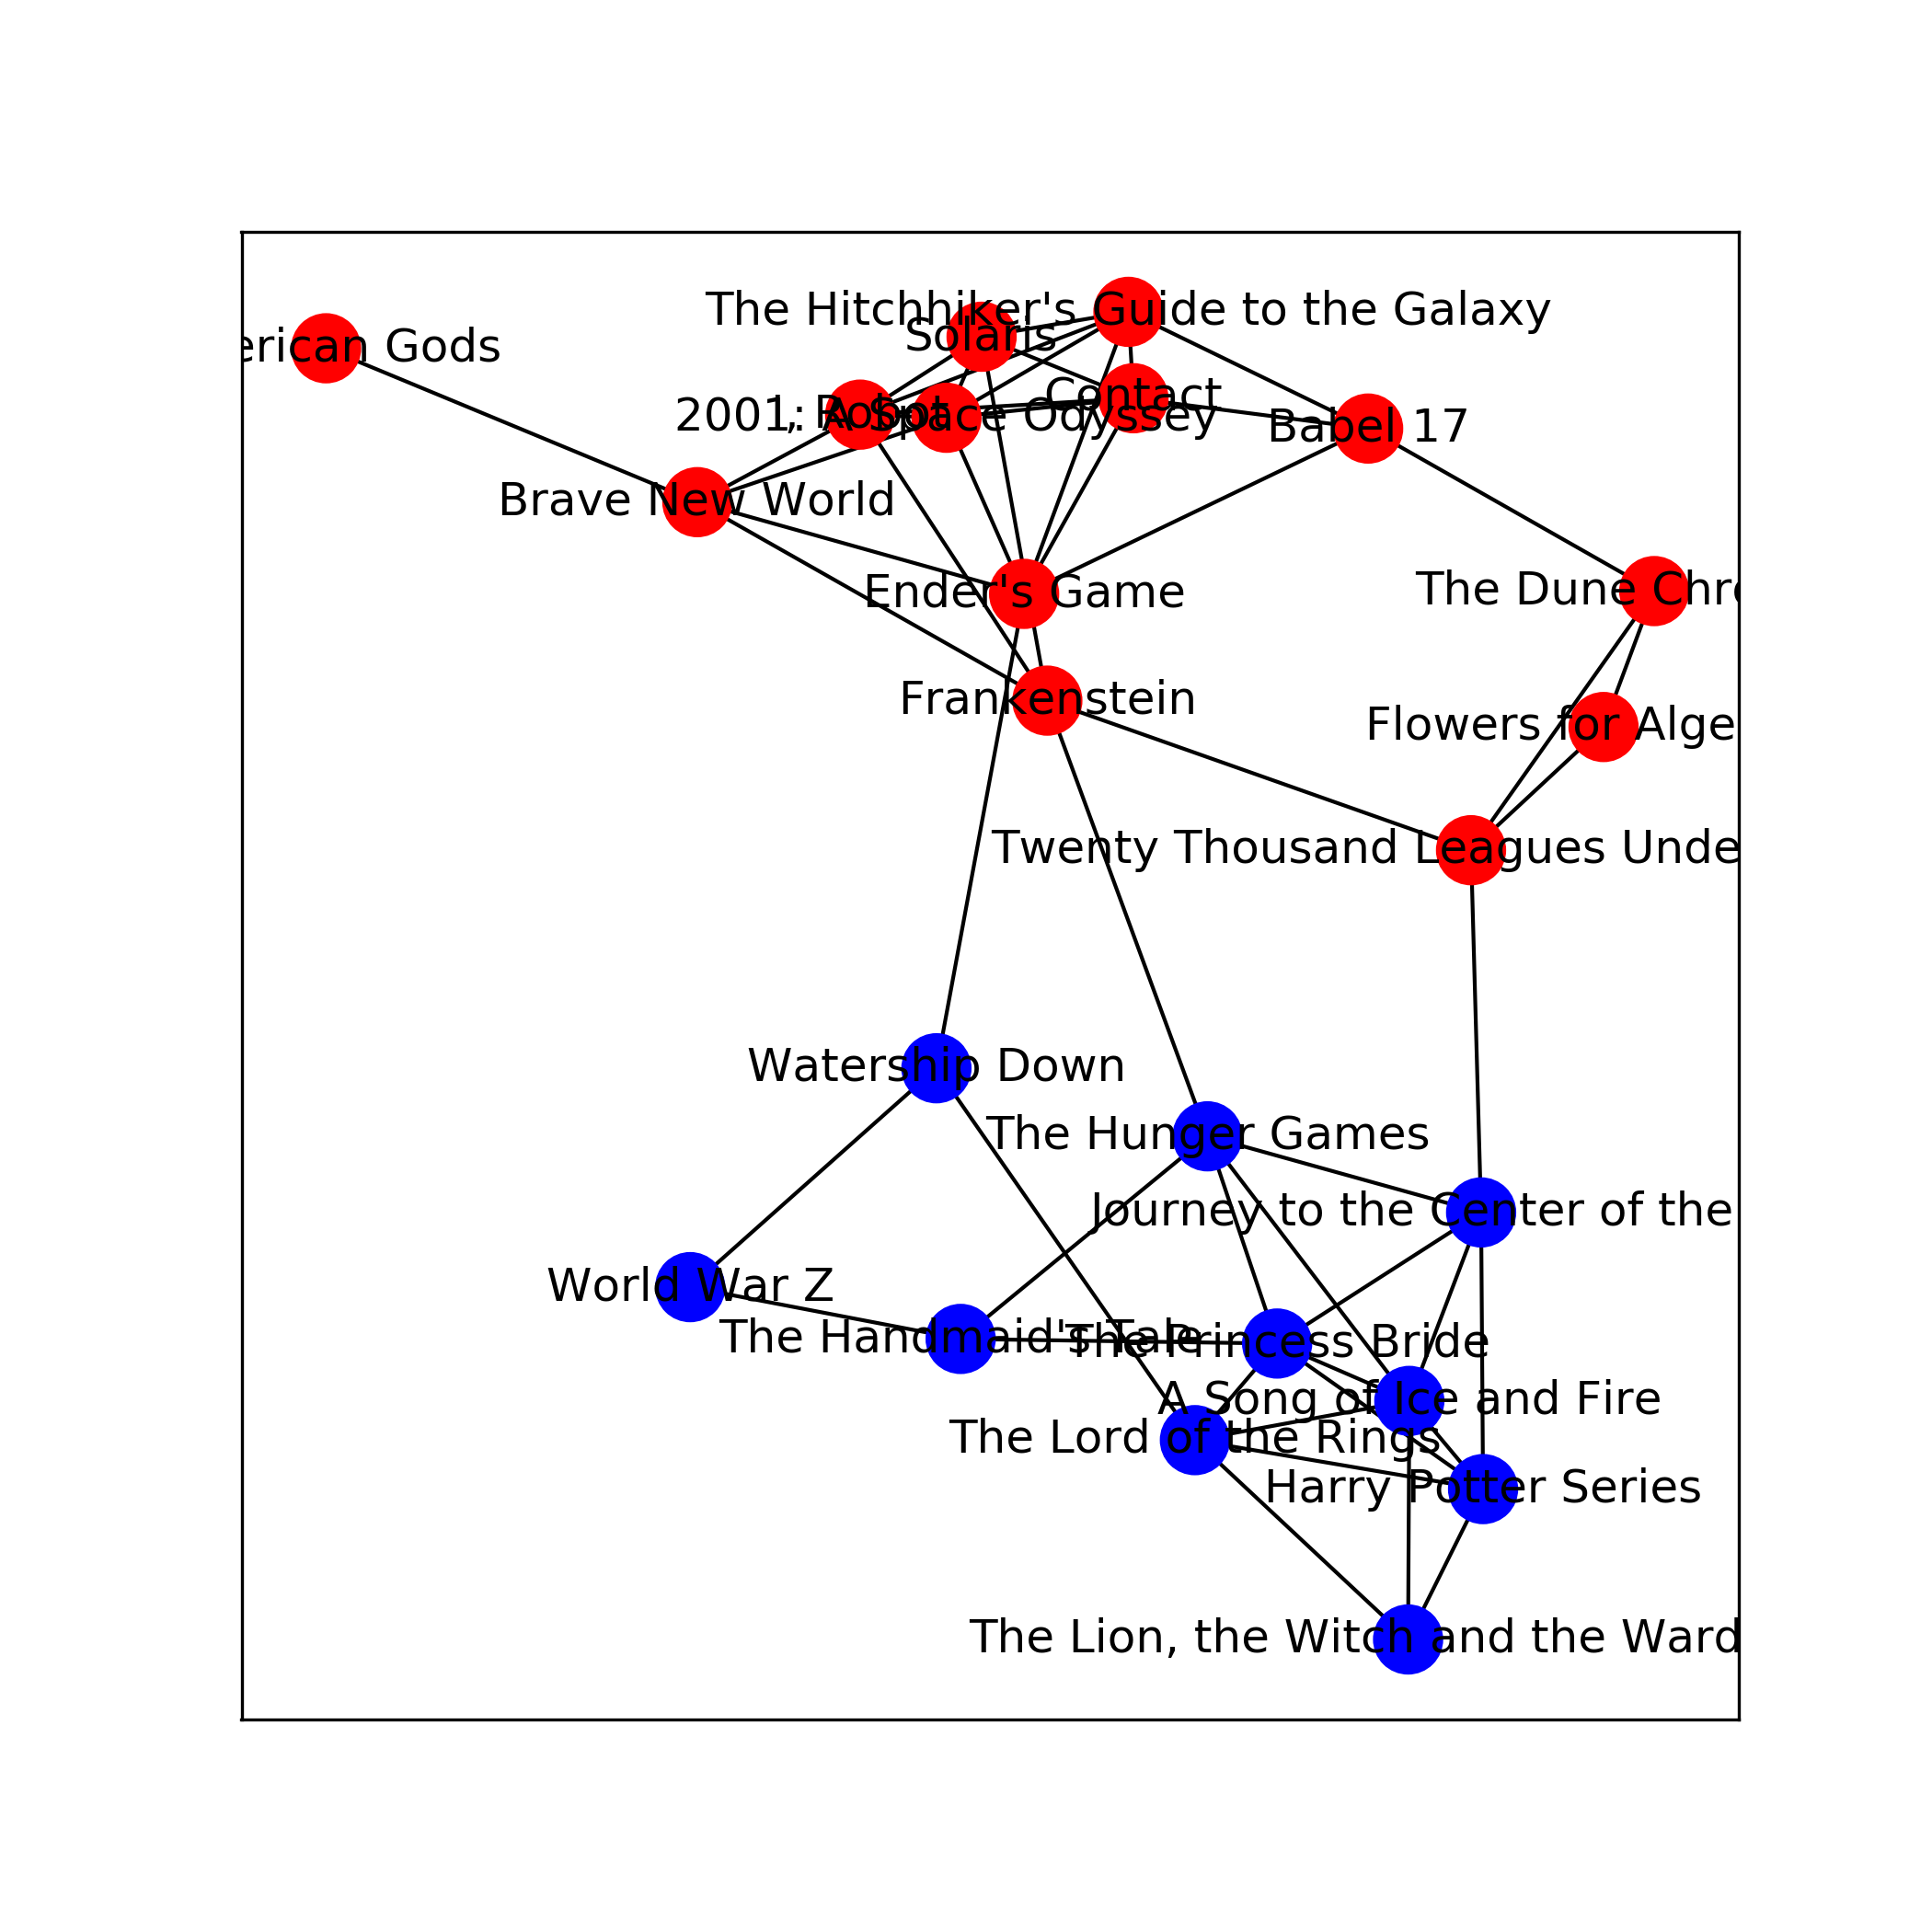 The Hitchhiker's Guide to the Galaxy
Solaris
erican Gods
Contact
I, Robot
2001: A Space Odyssey
Babel 17
Brave New World
Ender's Game
The Dune Chro
Frankenstein
Flowers for Alge
Twenty Thousand Leagues Unde
Watership Down
The Hunger Games
Journey to the Center of the
World War Z
The Handmaid's Tale
The Princess Bride
A Song of Ice and Fire
The Lord of the Rings
Harry Potter Series
The Lion, the Witch and the Ward